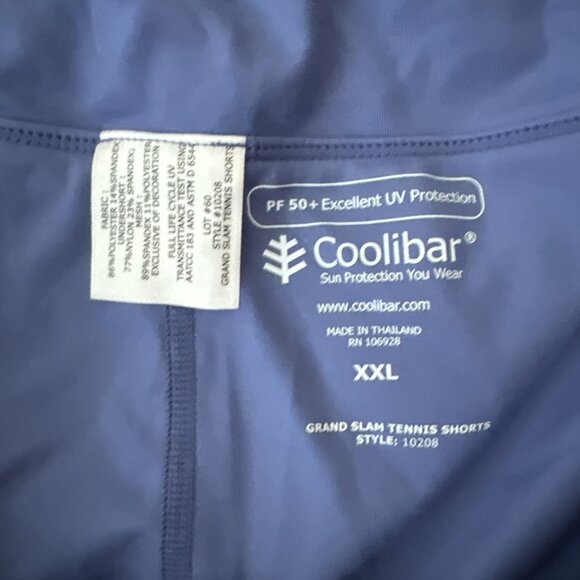 FABRIC :
86%POLYESTER 14%SPANDEX
UNDERSHORT :
77%NYLON 23% SPANDEX
MESH :
89%SPANDEX 11%POLYESTER
EXCLUSIVE OF DECORATION
FULL LIFE CYCLE UV
TRANSMITTANCE TEST USING
AATCC 183 AND ASTM D 6544
LOT #60
STYLE #10208
GRAND SLAM TENNIS SHORTS
PF 50+ Excellent UV Protection
Coolibar®
Sun Protection You Wear
www.coolibar.com
MADE IN THAILAND
RN 106928
XXL
GRAND SLAM TENNIS SHORTS
STYLE: 10208